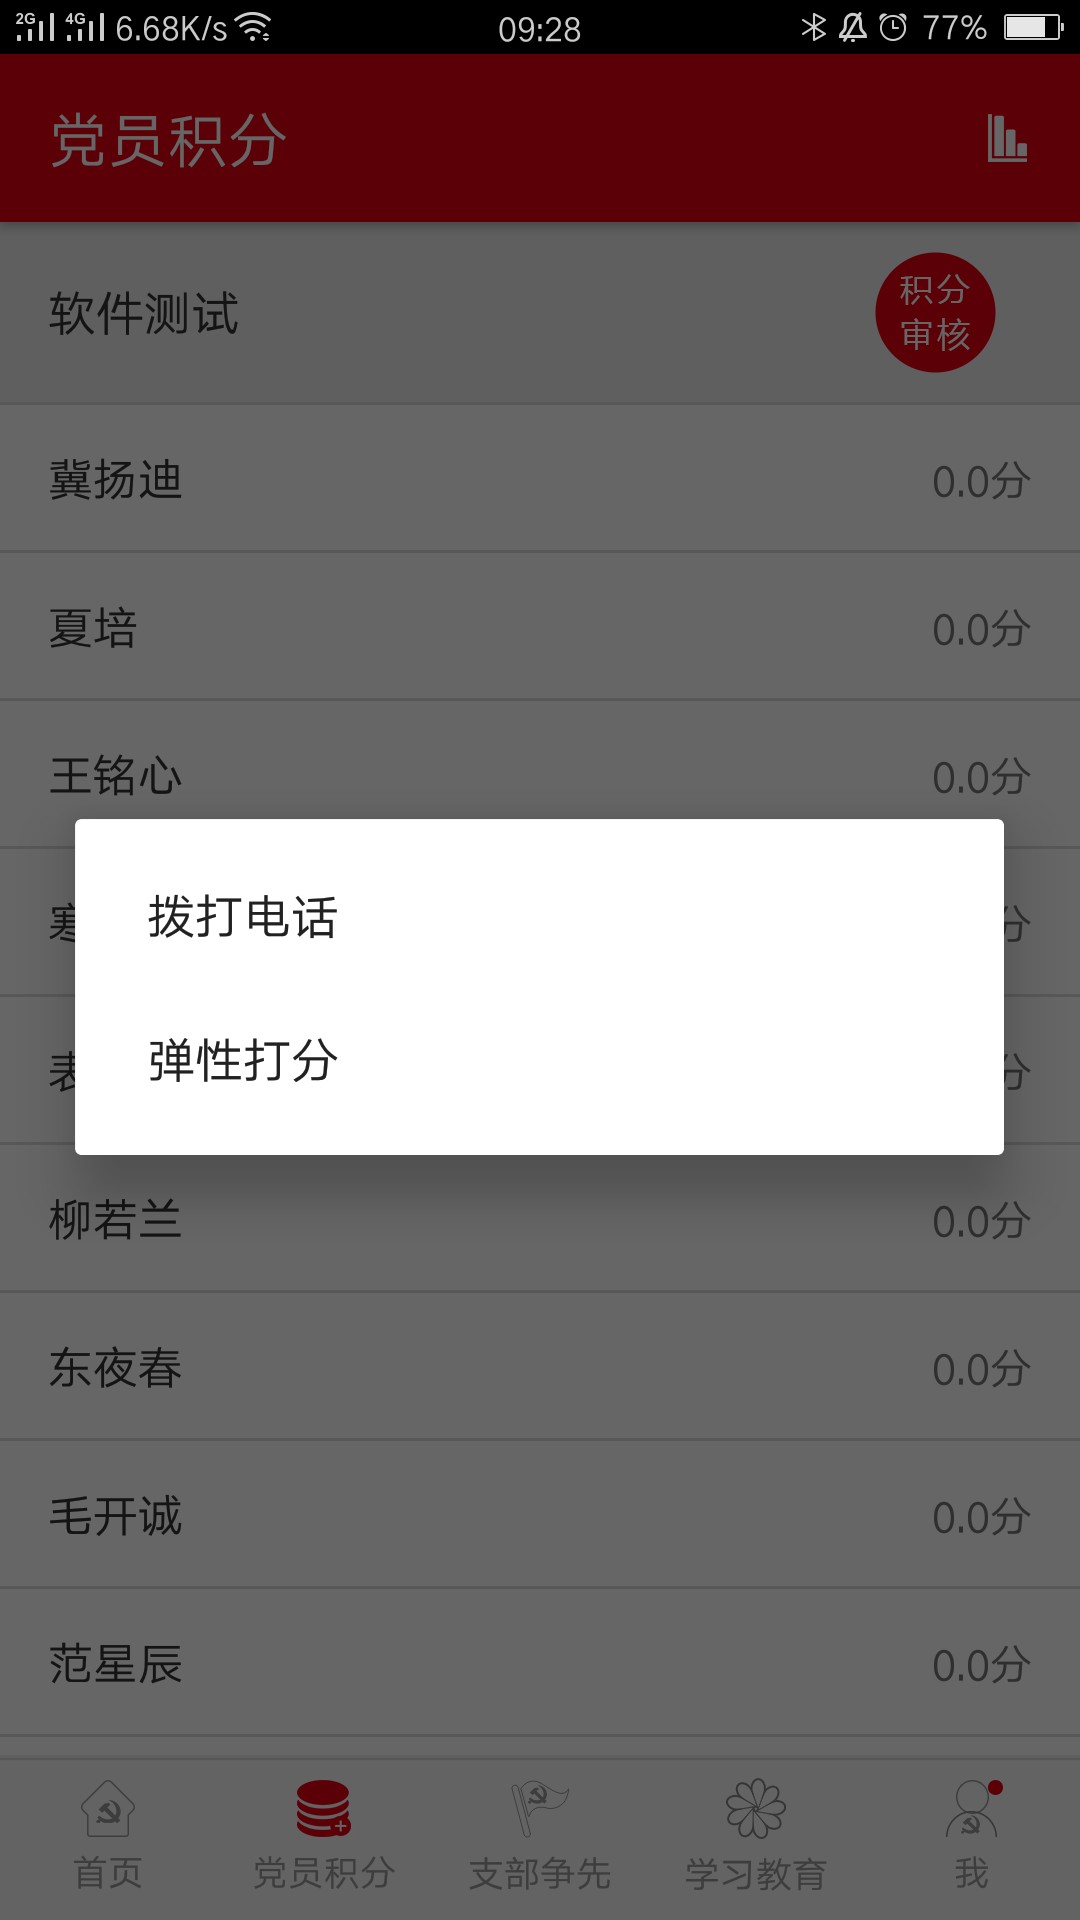 2G 4G 6.68K/s 09:28 77%
党员积分
软件测试
积分
审核
冀扬迪 0.0分
夏培 0.0分
王铭心 0.0分
分
拨打电话
分
弹性打分
柳若兰 0.0分
东夜春 0.0分
毛开诚 0.0分
范星辰 0.0分
首页 党员积分 支部争先 学习教育 我